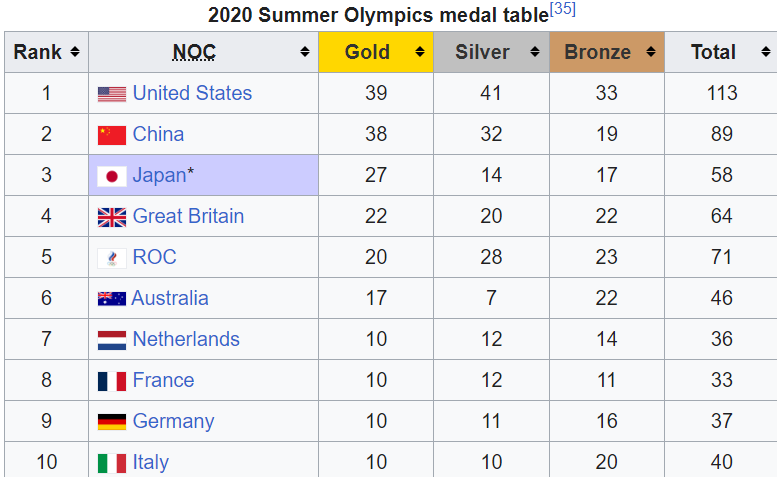 2020 Summer Olympics medal table[35]
Rank NOC Gold Silver Bronze Total
1 United States 39 41 33 113
2 China 38 32 19 89
3 Japan* 27 14 17 58
4 Great Britain 22 20 22 64
5 ROC 20 28 23 71
6 Australia 17 7 22 46
7 Netherlands 10 12 14 36
8 France 10 12 11 33
9 Germany 10 11 16 37
10 Italy 10 10 20 40